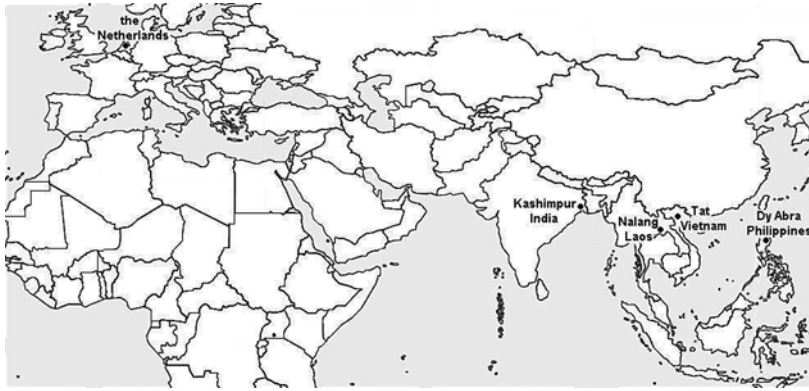 the
Netherlands
Kashimpur
India
Nalang
Laos
Tat
Vietnam
Dy Abra
Philippines